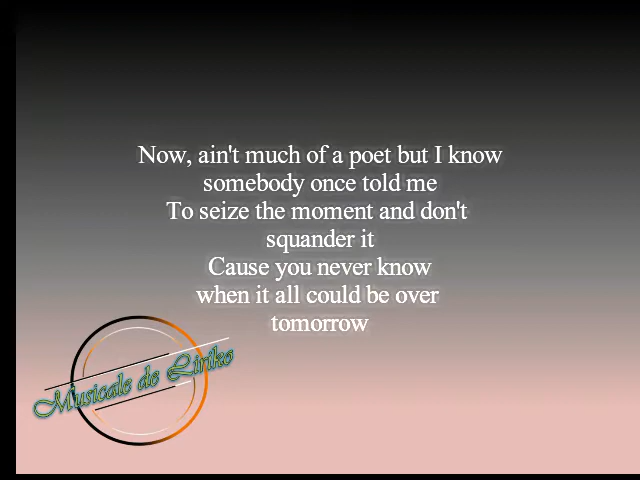 Now, ain't much of a poet but I know
somebody once told me
To seize the moment and don't
squander it
Cause you never know
when it all could be over
tomorrow
Musicale de Liriko